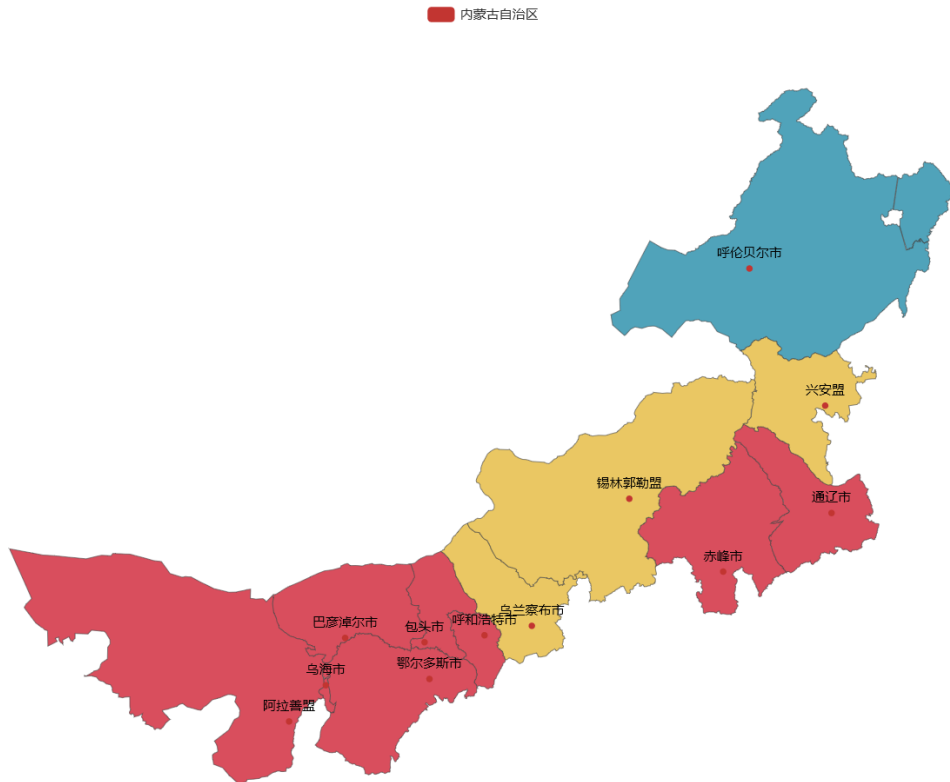 内蒙古自治区
呼伦贝尔市
兴安盟
锡林郭勒盟
通辽市
赤峰市
乌兰察布市
呼和浩特市
包头市
巴彦淖尔市
鄂尔多斯市
乌海市
阿拉善盟